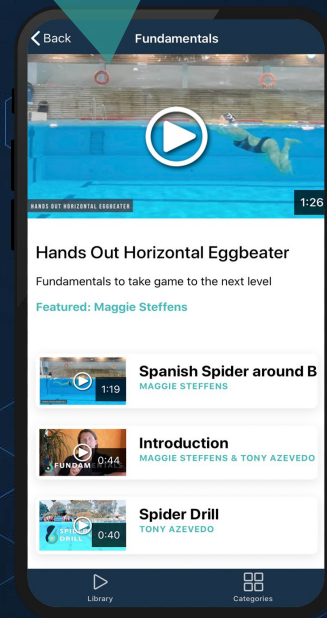 Back
Fundamentals
HANDS OUT HORIZONTAL EGGBEATER
1:26
Hands Out Horizontal Eggbeater
Fundamentals to take game to the next level
Featured: Maggie Steffens
1:19
Spanish Spider around B
MAGGIE STEFFENS
FUNDAMENTALS
0:44
Introduction
MAGGIE STEFFENS & TONY AZEVEDO
SPIDER
DRILL
0:40
Spider Drill
TONY AZEVEDO
Library
Categories